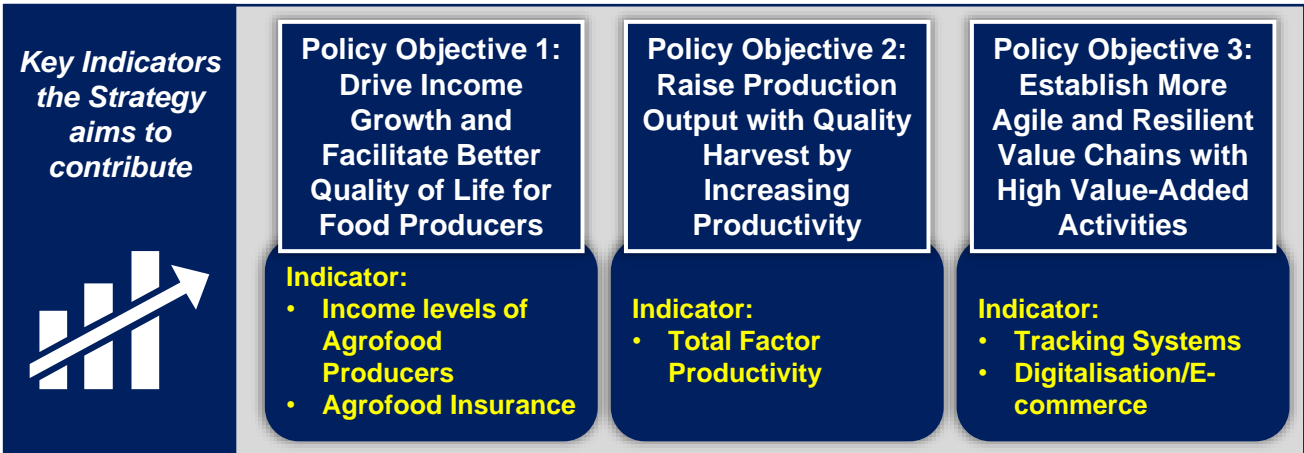 Key Indicators
the Strategy
aims to
contribute
Policy Objective 1:
Drive Income
Growth and
Facilitate Better
Quality of Life for
Food Producers
Indicator:
• Income levels of
Agrofood
Producers
• Agrofood Insurance
Policy Objective 2:
Raise Production
Output with Quality
Harvest by
Increasing
Productivity
Indicator:
• Total Factor
Productivity
Policy Objective 3:
Establish More
Agile and Resilient
Value Chains with
High Value-Added
Activities
Indicator:
• Tracking Systems
• Digitalisation/E-
commerce